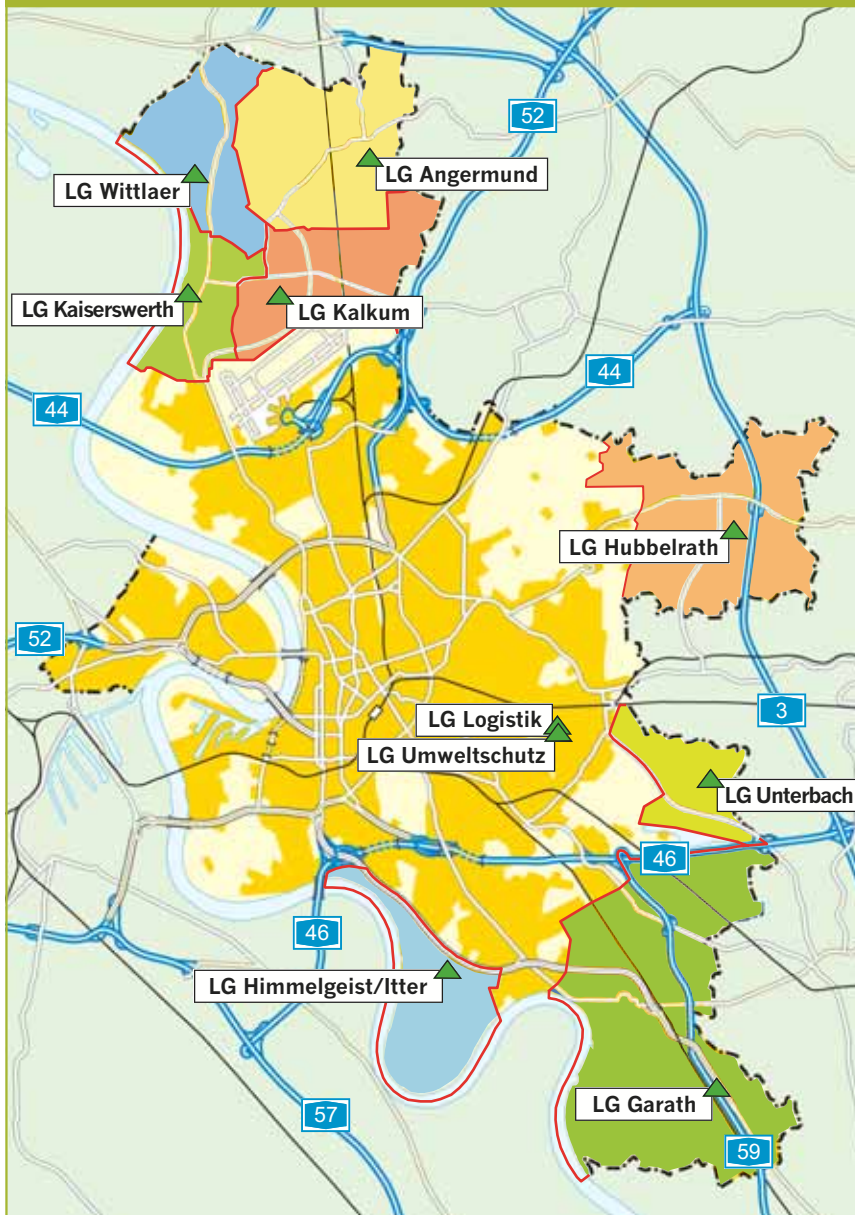 52
LG Angermund
LG Wittlaer
LG Kaiserswerth
LG Kalkum
44
44
LG Hubbelrath
52
3
LG Logistik
LG Umweltschutz
LG Unterbach
46
46
LG Himmelgeist/Itter
LG Garath
57
59